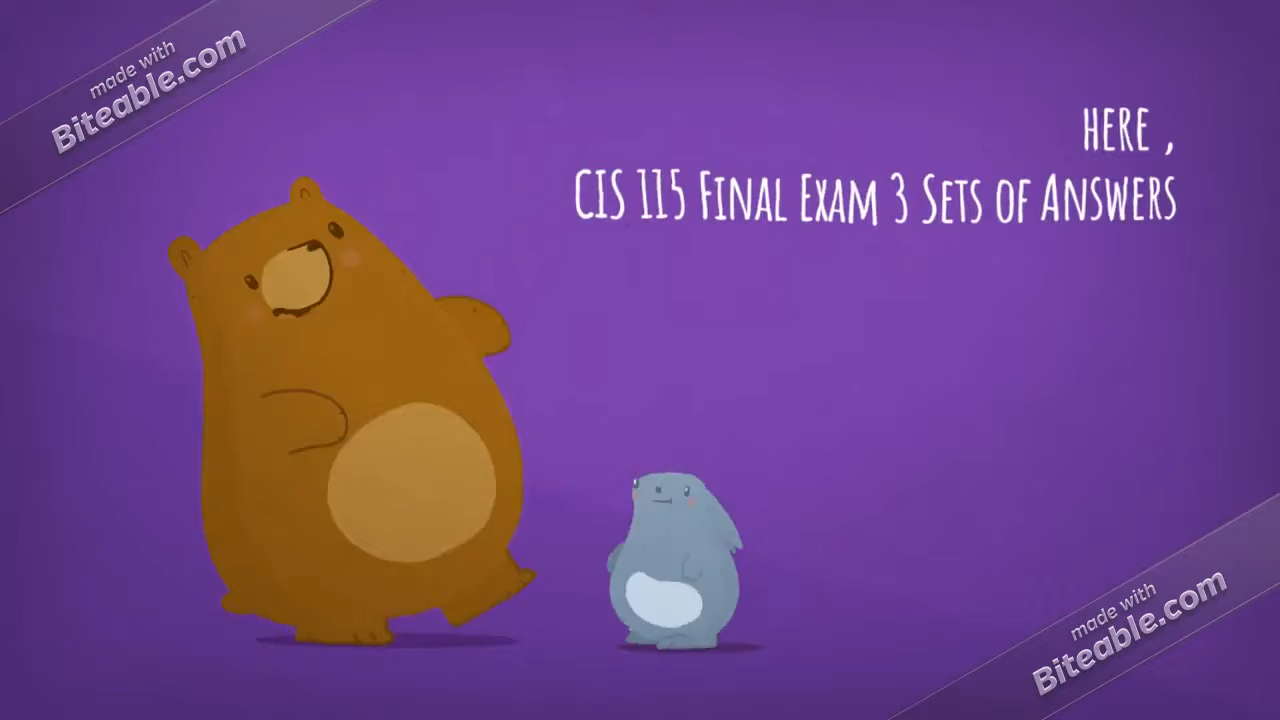 made with
Biteable.com
HERE ,
CIS 115 FINAL EXAM 3 SETS OF ANSWERS
made with
Biteable.com